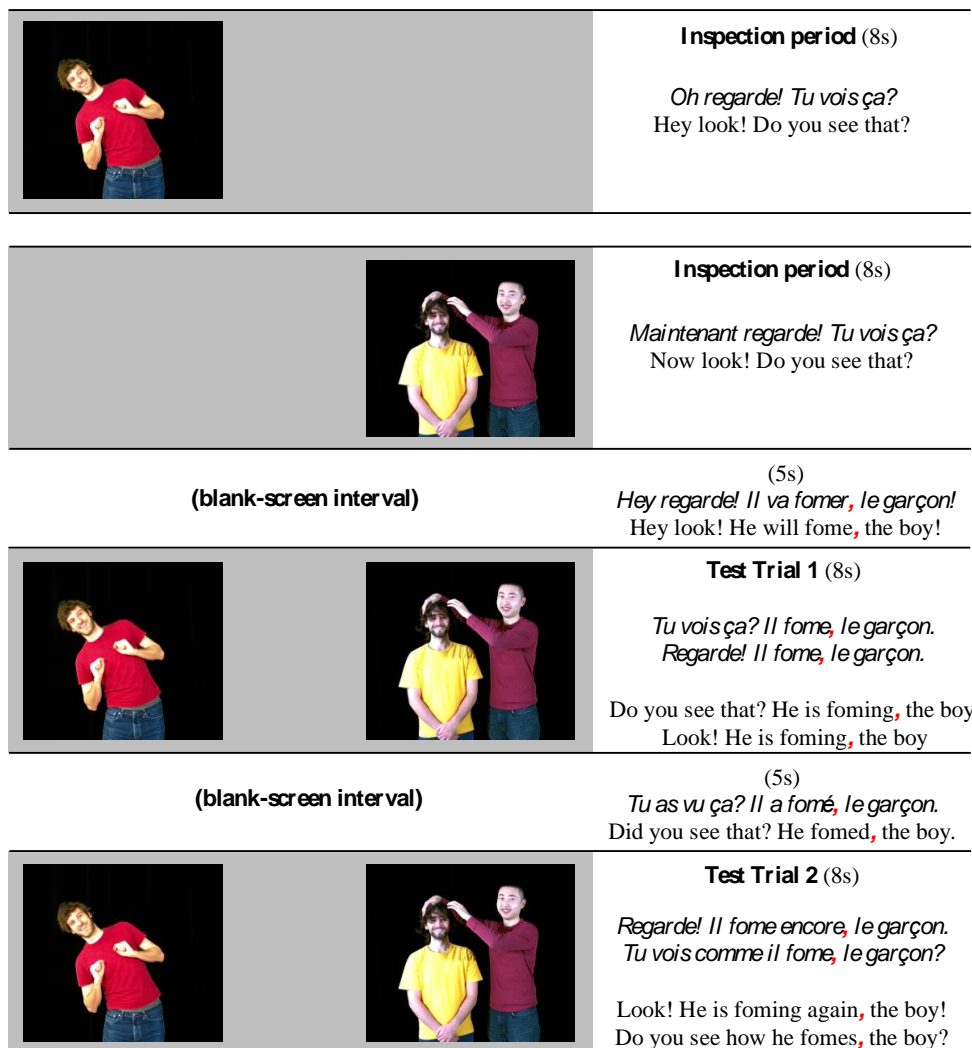 Inspection period (8s)
Oh regarde! Tu vois ça?
Hey look! Do you see that?
Inspection period (8s)
Maintenant regarde! Tu vois ça?
Now look! Do you see that?
(blank-screen interval)
(5s)
Hey regarde! Il va fomer, le garçon!
Hey look! He will fome, the boy!
Test Trial 1 (8s)
Tu vois ça? Il fome, le garçon.
Regarde! Il fome, le garçon.
Do you see that? He is foming, the boy
Look! He is foming, the boy
(blank-screen interval)
(5s)
Tu as vu ça? Il a fomé, le garçon.
Did you see that? He fomed, the boy.
Test Trial 2 (8s)
Regarde! Il fome encore, le garçon.
Tu vois comme il fome, le garçon?
Look! He is foming again, the boy!
Do you see how he fomes, the boy?